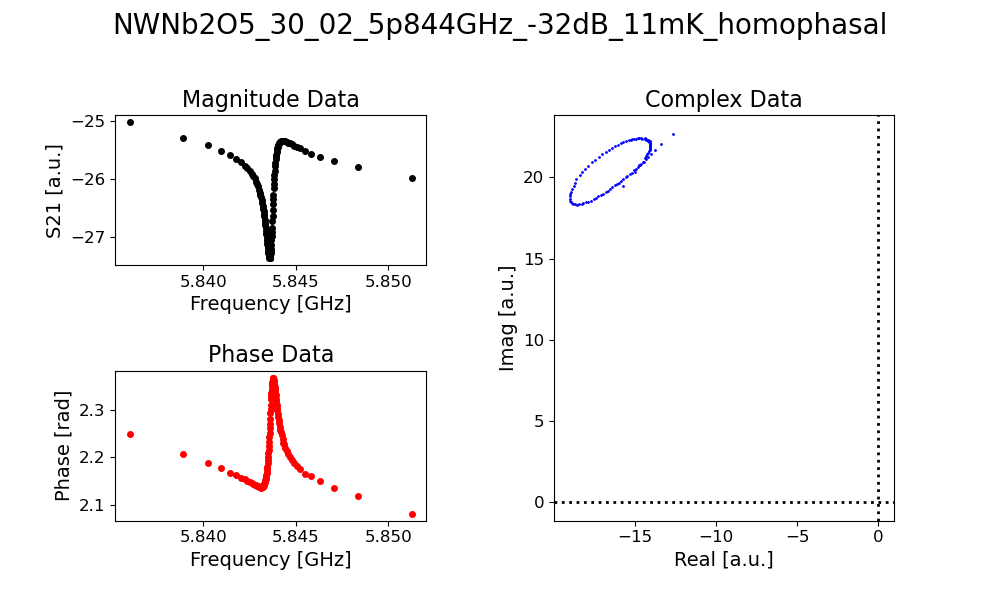 NWNb2O5_30_02_5p844GHz_-32dB_11mK_homophasal
Magnitude Data
S21 [a.u.]
−25
−26
−27
5.840 5.845 5.850
Frequency [GHz]
Phase Data
Phase [rad]
2.3
2.2
2.1
5.840 5.845 5.850
Frequency [GHz]
Complex Data
Imag [a.u.]
20
15
10
5
0
−15 −10 −5 0
Real [a.u.]